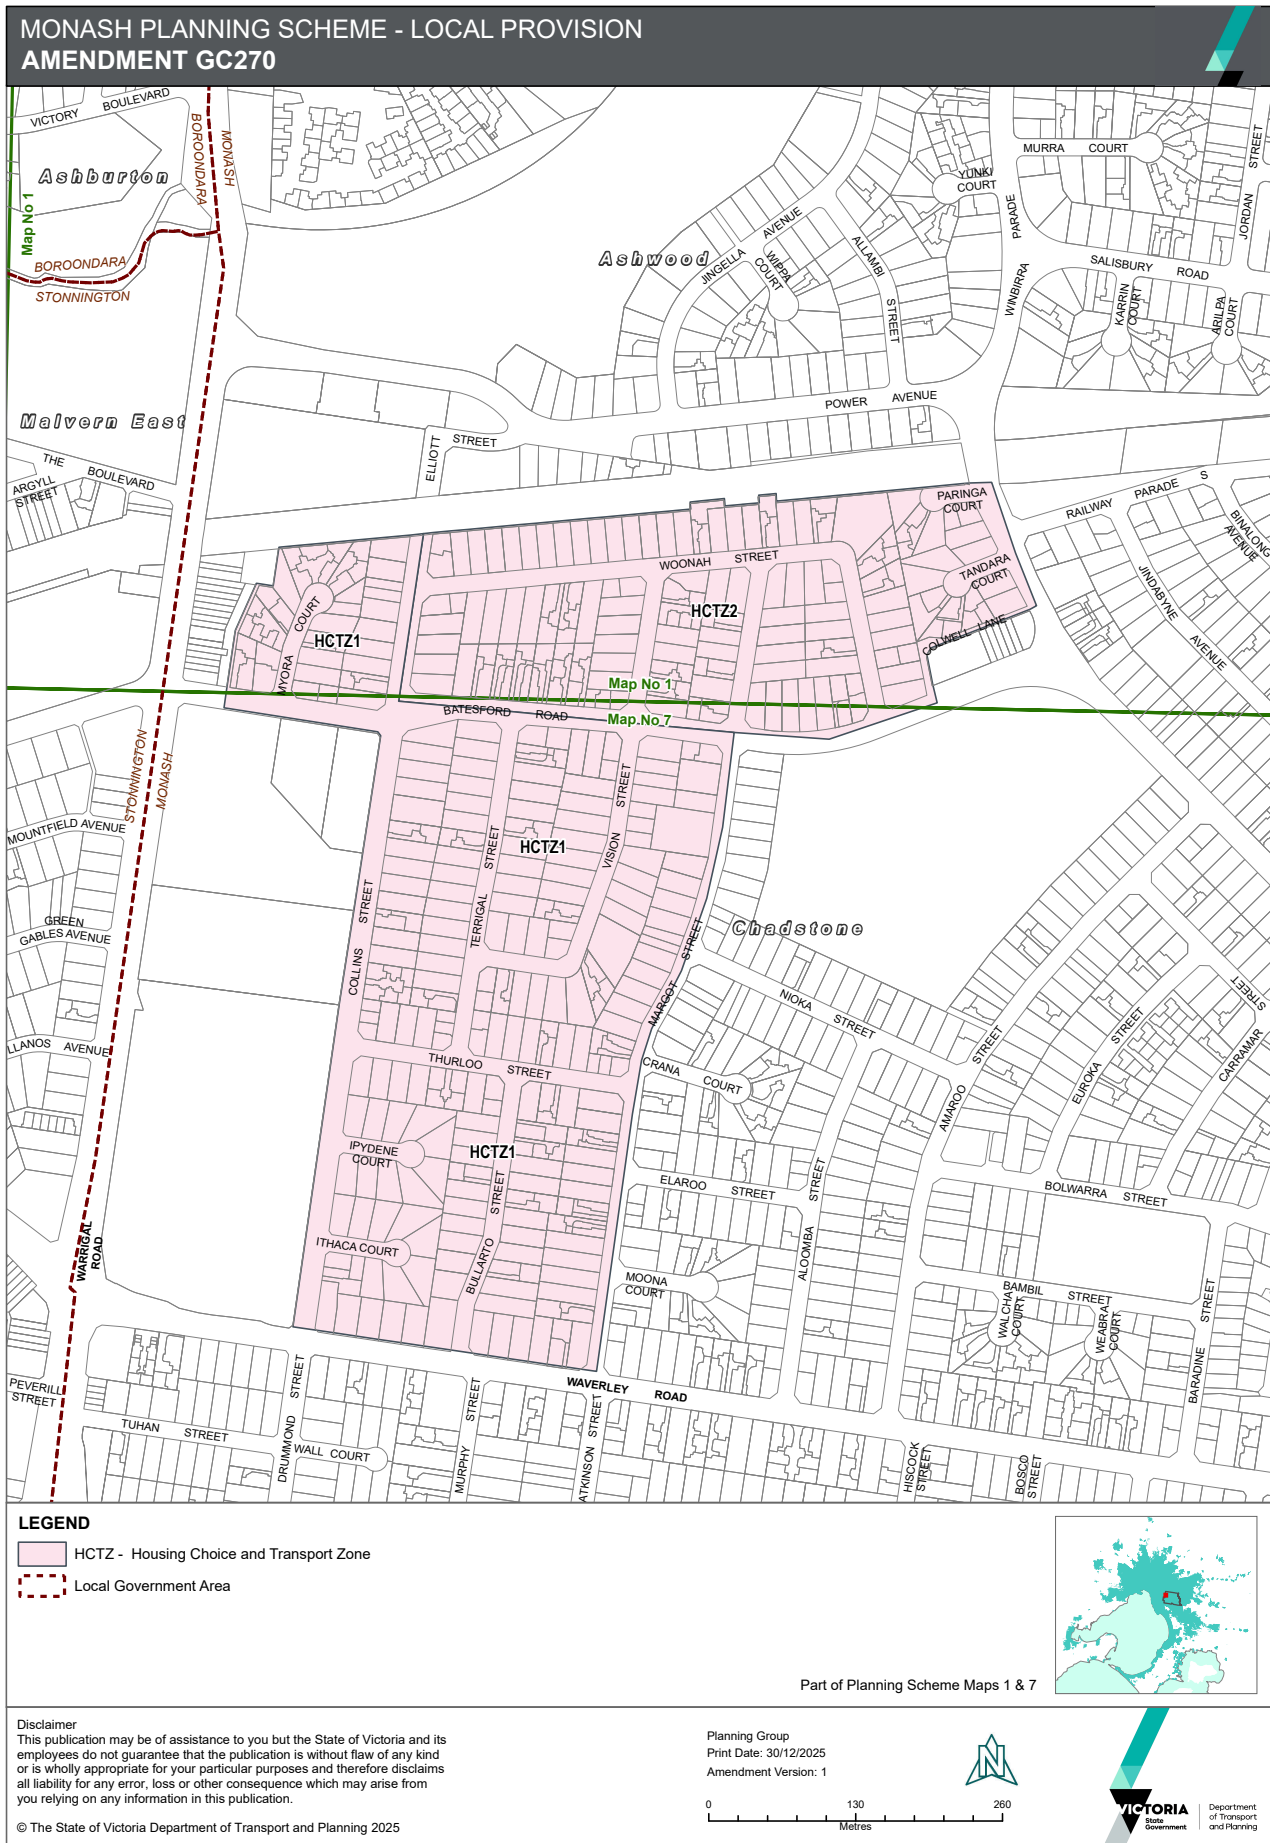 MONASH PLANNING SCHEME - LOCAL PROVISION
AMENDMENT GC270
VICTORY BOULEVARD
BOROONDARA
MONASH
Ashburton
Map No 1
BOROONDARA
STONNINGTON
Malvern East
THE BOULEVARD
ARGYLL
STREET
ELLIOTT
STREET
Ashwood
JINGELLA AVENUE
WIPPA
COURT
ALLAMBI
STREET
YUNKI
COURT
PARADE
WINBIRRA
MURRA COURT
STREET
JORDAN
SALISBURY ROAD
KARRIN
COURT
ARILPA
COURT
POWER AVENUE
PARINGA
COURT
RAILWAY PARADE S
BINALONG
AVENUE
JINDABYNE
AVENUE
TANDARA
COURT
COLWELL LANE
WOONAH STREET
HCTZ2
HCTZ1
MYORA
COURT
Map No 1
BATESFORD ROAD
Map No 7
STONNINGTON
MONASH
MOUNTFIELD AVENUE
GREEN
GABLES AVENUE
LLANOS AVENUE
COLLINS
STREET
TERRIGAL
STREET
VISION
STREET
HCTZ1
MARGOT
STREET
Chadstone
NIOKA
STREET
THURLOO
STREET
CRANA
COURT
AMAROO
STREET
EUROKA
STREET
CARRAMAR
STREET
IPYDENE
COURT
HCTZ1
BULLARTO
STREET
ITHACA COURT
ELAROO STREET
ALOOMBA
STREET
BOLWARRA STREET
MOONA
COURT
BAMBIL STREET
WALCHA
COURT
WEABRA
COURT
BARADINE
STREET
WARRIGAL
ROAD
PEVERILL
STREET
TUHAN STREET
DRUMMOND
STREET
WALL COURT
MURPHY
STREET
WAVERLEY ROAD
ATKINSON
STREET
HISCOCK
STREET
BOSCO
STREET
LEGEND
HCTZ - Housing Choice and Transport Zone
Local Government Area
Part of Planning Scheme Maps 1 & 7
Disclaimer
This publication may be of assistance to you but the State of Victoria and its
employees do not guarantee that the publication is without flaw of any kind
or is wholly appropriate for your particular purposes and therefore disclaims
all liability for any error, loss or other consequence which may arise from
you relying on any information in this publication.
© The State of Victoria Department of Transport and Planning 2025
Planning Group
Print Date: 30/12/2025
Amendment Version: 1
N
0 130 260
Metres
VICTORIA
State
Government
Department
of Transport
and Planning